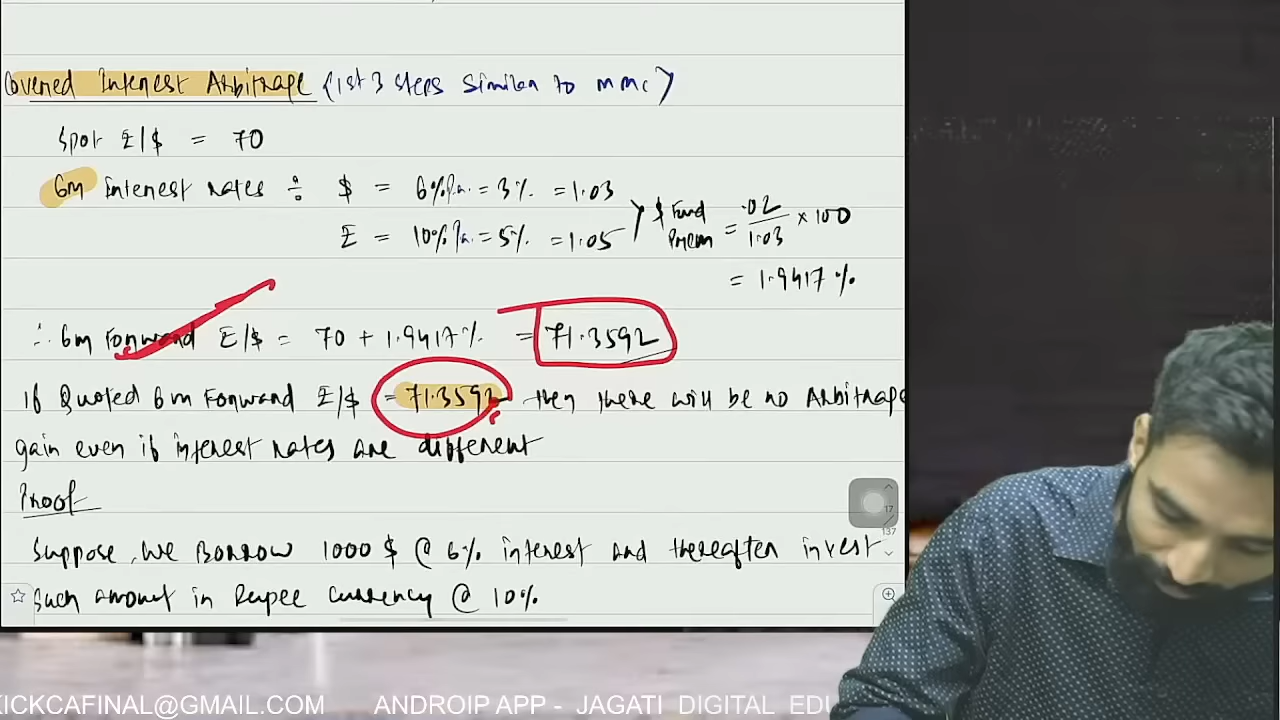 Covered Interest Arbitrage (1st 3 steps similar to MMC)
Spot ₹/$ = 70
6m interest rates ÷ $ = 6% p.a. = 3% = 1.03
₹ = 10% p.a. = 5% = 1.05
$ Fwd Prem = .02/1.03 × 100
= 1.9417%
∴ 6m Forward ₹/$ = 70 + 1.9417% = 71.3592
If Quoted 6m Forward ₹/$ = 71.3592 then there will be no Arbitrage
gain even if interest rates are different
Proof
Suppose, we Borrow 1000 $ @ 6% interest and thereafter invest
such amount in Rupee currency @ 10%
17
137
KICKCAFINAL@GMAIL.COM ANDROIP APP - JAGATI DIGITAL EDU